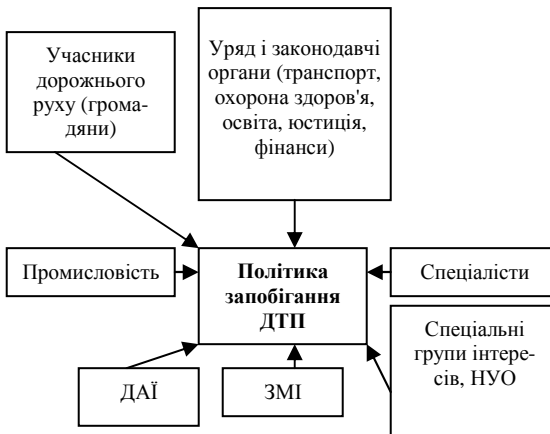 Учасники
дорожнього
руху (грома-
дяни)
Уряд і законодавчі
органи (транспорт,
охорона здоров'я,
освіта, юстиція,
фінанси)
Промисловість
Політика
запобігання
ДТП
Спеціалісти
Спеціальні
групи інтере-
сів, НУО
ДАЇ
ЗМІ